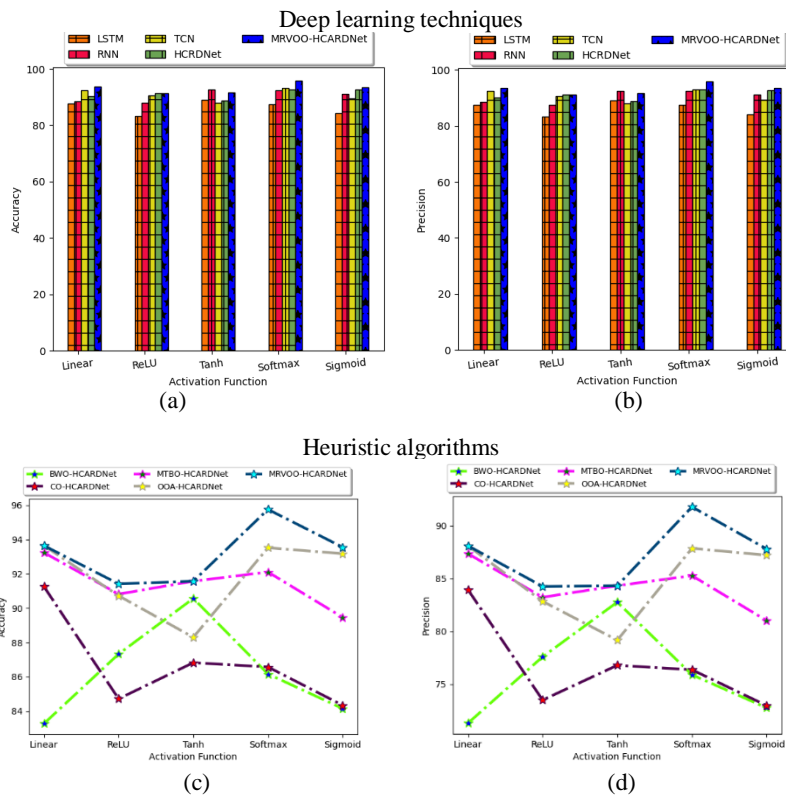 Deep learning techniques
LSTM TCN MRVOO-HCARDNet
RNN HCRDNet
100
80
60
40
20
0
Accuracy
Linear ReLU Tanh Softmax Sigmoid
Activation Function
(a)
LSTM TCN MRVOO-HCARDNet
RNN HCRDNet
100
80
60
40
20
0
Precision
Linear ReLU Tanh Softmax Sigmoid
Activation Function
(b)
Heuristic algorithms
BWO-HCARDNet MTBO-HCARDNet MRVOO-HCARDNet
CO-HCARDNet OOA-HCARDNet
96
94
92
90
88
86
84
Accuracy
Linear ReLU Tanh Softmax Sigmoid
Activation Function
(c)
BWO-HCARDNet MTBO-HCARDNet MRVOO-HCARDNet
CO-HCARDNet OOA-HCARDNet
90
85
80
75
Precision
Linear ReLU Tanh Softmax Sigmoid
Activation Function
(d)